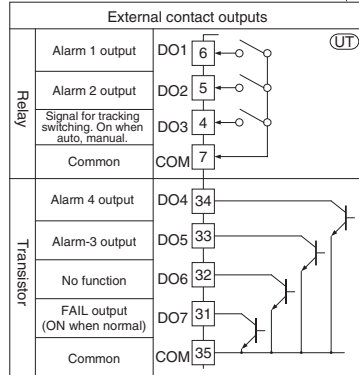 External contact outputs
UT
Relay
Alarm 1 output DO1 6
Alarm 2 output DO2 5
Signal for tracking
switching. On when
auto, manual.
DO3 4
Common COM 7
Transistor
Alarm 4 output DO4 34
Alarm-3 output DO5 33
No function DO6 32
FAIL output
(ON when normal)
DO7 31
Common COM 35